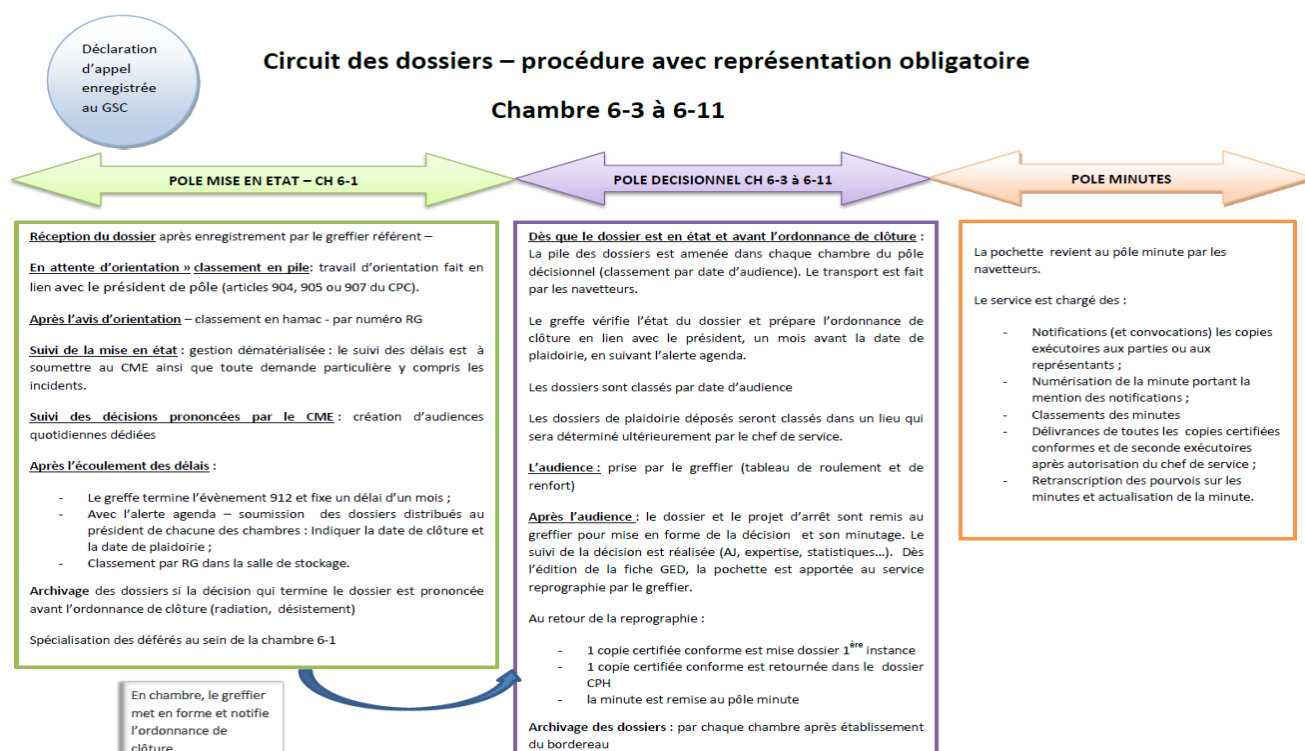 Déclaration
d'appel
enregistrée
au GSC
Circuit des dossiers – procédure avec représentation obligatoire
Chambre 6-3 à 6-11
POLE MISE EN ETAT – CH 6-1
POLE DECISIONNEL CH 6-3 à 6-11
POLE MINUTES
Réception du dossier après enregistrement par le greffier référent –
En attente d'orientation » classement en pile: travail d'orientation fait en
lien avec le président de pôle (articles 904, 905 ou 907 du CPC).
Après l'avis d'orientation – classement en hamac - par numéro RG
Suivi de la mise en état : gestion dématérialisée : le suivi des délais est à
soumettre au CME ainsi que toute demande particulière y compris les
incidents.
Suivi des décisions prononcées par le CME : création d'audiences
quotidiennes dédiées
Après l'écoulement des délais :
- Le greffe termine l'évènement 912 et fixe un délai d'un mois ;
- Avec l'alerte agenda – soumission des dossiers distribués au
président de chacune des chambres : Indiquer la date de clôture et
la date de plaidoirie ;
- Classement par RG dans la salle de stockage.
Archivage des dossiers si la décision qui termine le dossier est prononcée
avant l'ordonnance de clôture (radiation, désistement)
Spécialisation des déférés au sein de la chambre 6-1
En chambre, le greffier
met en forme et notifie
l'ordonnance de
clôture
Dès que le dossier est en état et avant l'ordonnance de clôture :
La pile des dossiers est amenée dans chaque chambre du pôle
décisionnel (classement par date d'audience). Le transport est fait
par les navetteurs.
Le greffe vérifie l'état du dossier et prépare l'ordonnance de
clôture en lien avec le président, un mois avant la date de
plaidoirie, en suivant l'alerte agenda.
Les dossiers sont classés par date d'audience
Les dossiers de plaidoirie déposés seront classés dans un lieu qui
sera déterminé ultérieurement par le chef de service.
L'audience : prise par le greffier (tableau de roulement et de
renfort)
Après l'audience : le dossier et le projet d'arrêt sont remis au
greffier pour mise en forme de la décision et son minutage. Le
suivi de la décision est réalisée (AJ, expertise, statistiques...). Dès
l'édition de la fiche GED, la pochette est apportée au service
reprographie par le greffier.
Au retour de la reprographie :
- 1 copie certifiée conforme est mise dossier 1ère instance
- 1 copie certifiée conforme est retournée dans le dossier
CPH
- la minute est remise au pôle minute
Archivage des dossiers : par chaque chambre après établissement
du bordereau
La pochette revient au pôle minute par les
navetteurs.
Le service est chargé des :
- Notifications (et convocations) les copies
exécutoires aux parties ou aux
représentants ;
- Numérisation de la minute portant la
mention des notifications ;
- Classements des minutes
- Délivrances de toutes les copies certifiées
conformes et de seconde exécutoires
après autorisation du chef de service ;
- Retranscription des pourvois sur les
minutes et actualisation de la minute.